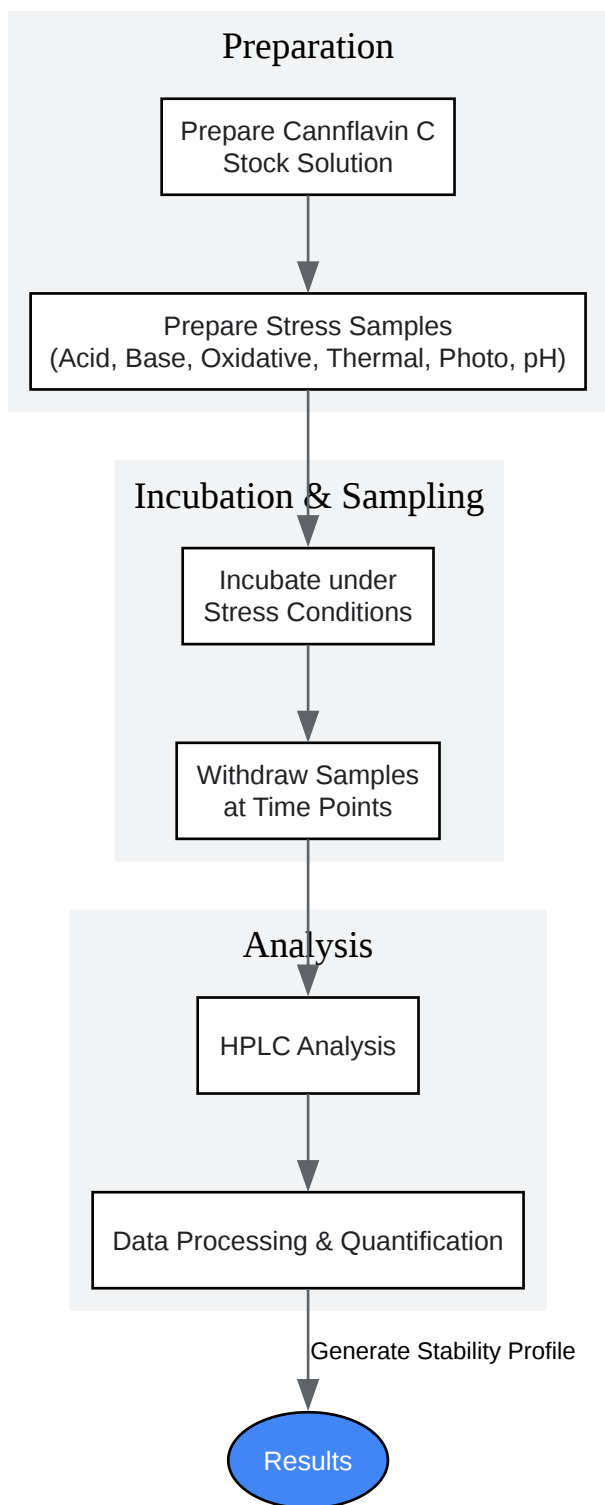 Preparation
Prepare Cannflavin C
Stock Solution
Prepare Stress Samples
(Acid, Base, Oxidative, Thermal, Photo, pH)
Incubation & Sampling
Incubate under
Stress Conditions
Withdraw Samples
at Time Points
Analysis
HPLC Analysis
Data Processing & Quantification
Generate Stability Profile
Results